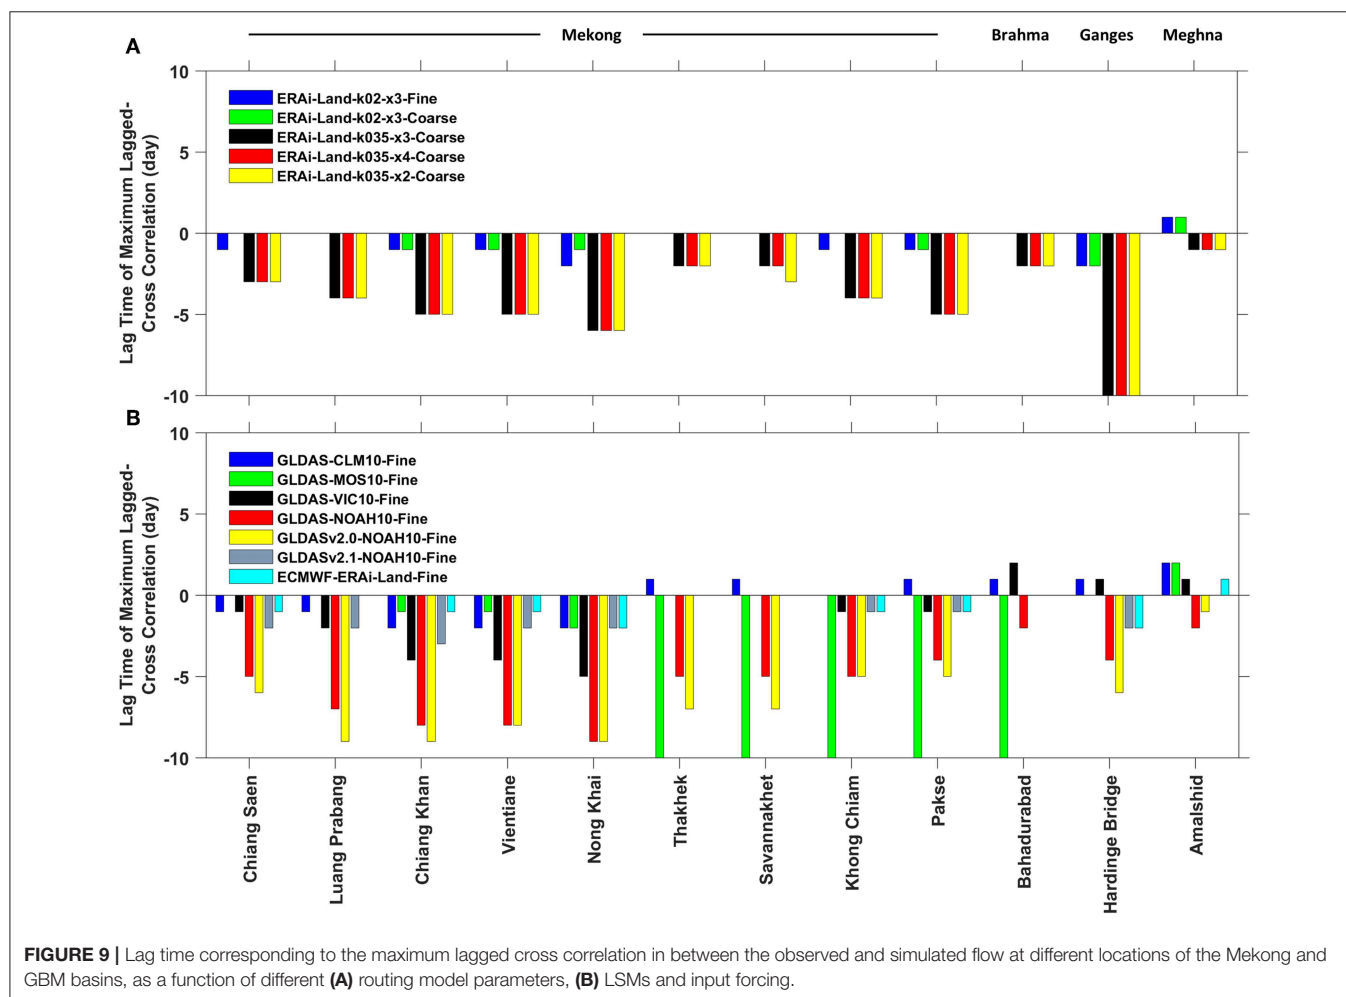 A
Mekong
Brahma
Ganges
Meghna
10
5
0
-5
-10
Lag Time of Maximum Lagged-
Cross Correlation (day)
ERAi-Land-k02-x3-Fine
ERAi-Land-k02-x3-Coarse
ERAi-Land-k035-x3-Coarse
ERAi-Land-k035-x4-Coarse
ERAi-Land-k035-x2-Coarse
B
10
5
0
-5
-10
Lag Time of Maximum Lagged-
Cross Correlation (day)
GLDAS-CLM10-Fine
GLDAS-MOS10-Fine
GLDAS-VIC10-Fine
GLDAS-NOAH10-Fine
GLDASv2.0-NOAH10-Fine
GLDASv2.1-NOAH10-Fine
ECMWF-ERAi-Land-Fine
Chiang Saen
Luang Prabang
Chiang Khan
Vientiane
Nong Khai
Thakhek
Savannakhet
Khong Chiam
Pakse
Bahadurabad
Hardinge Bridge
Amalshid
FIGURE 9 | Lag time corresponding to the maximum lagged cross correlation in between the observed and simulated flow at different locations of the Mekong and
GBM basins, as a function of different (A) routing model parameters, (B) LSMs and input forcing.